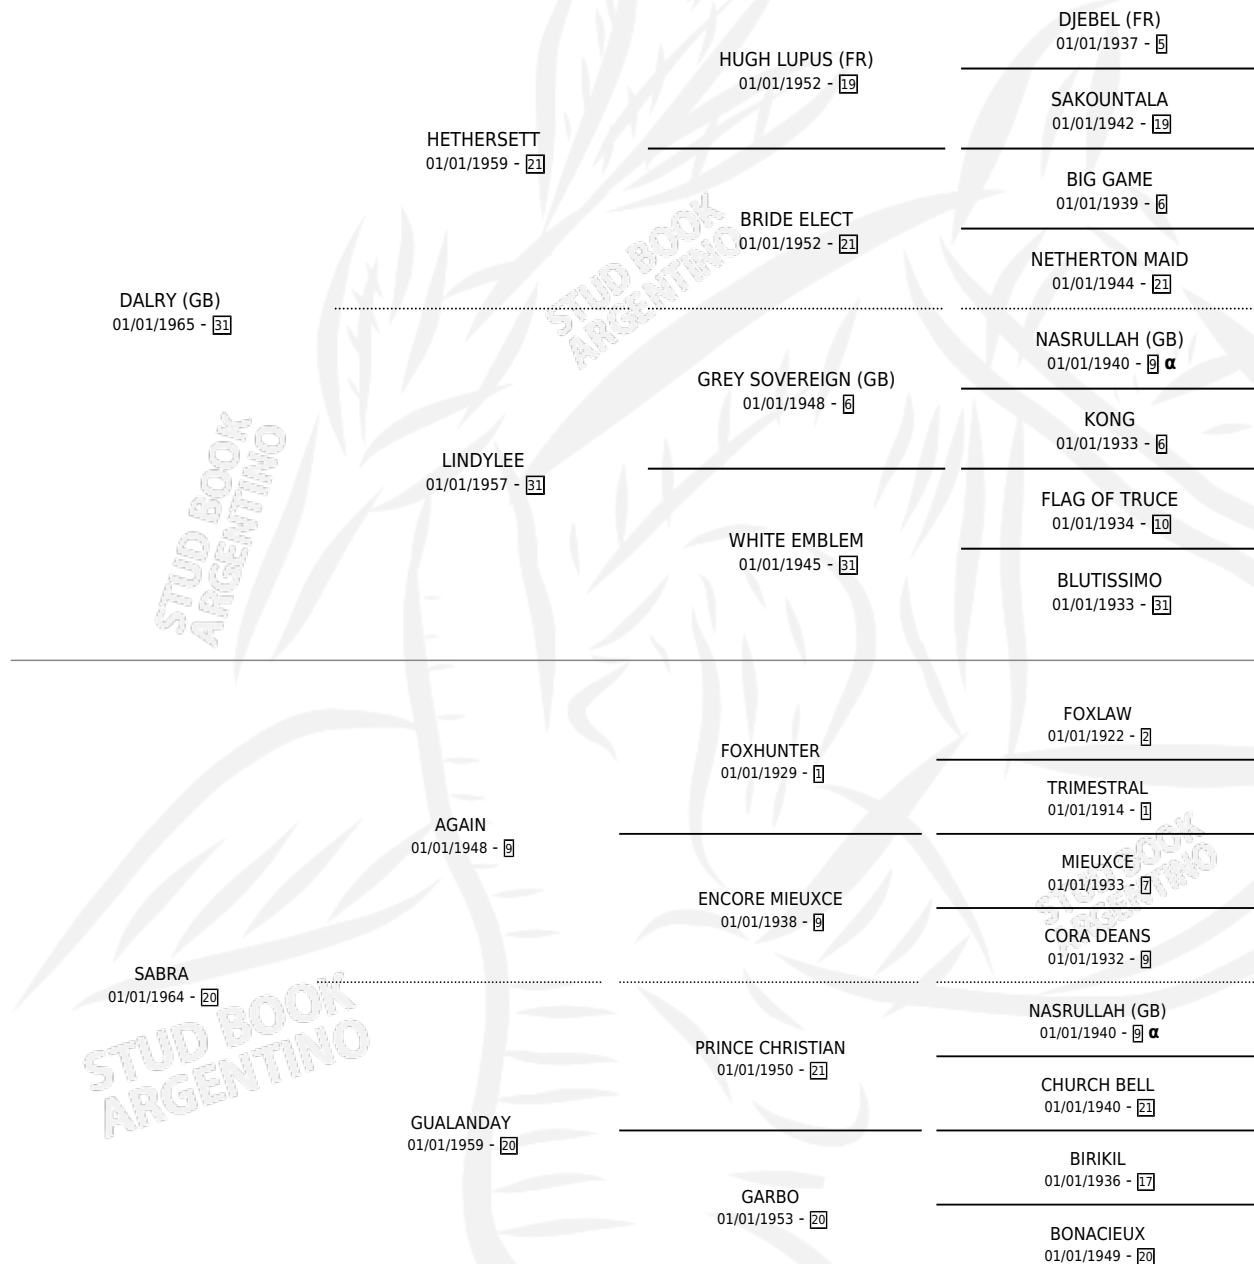 DJEBEL (FR)
01/01/1937 - 5
HUGH LUPUS (FR)
01/01/1952 - 19
SAKOUNTALA
01/01/1942 - 19
HETHERSETT
01/01/1959 - 21
BIG GAME
01/01/1939 - 6
BRIDE ELECT
01/01/1952 - 21
NETHERTON MAID
01/01/1944 - 21
STUD BOOK
ARGENTINO
DALRY (GB)
01/01/1965 - 31
NASRULLAH (GB)
01/01/1940 - 9 α
GREY SOVEREIGN (GB)
01/01/1948 - 6
KONG
01/01/1933 - 6
LINDYLEE
01/01/1957 - 31
FLAG OF TRUCE
01/01/1934 - 10
WHITE EMBLEM
01/01/1945 - 31
BLUTISSIMO
01/01/1933 - 31
STUD BOOK
ARGENTINO
FOXLAW
01/01/1922 - 2
FOXHUNTER
01/01/1929 - 1
TRIMESTRAL
01/01/1914 - 1
AGAIN
01/01/1948 - 9
MIEUXCE
01/01/1933 - 7
ENCORE MIEUXCE
01/01/1938 - 9
CORA DEANS
01/01/1932 - 9
STUD BOOK
ARGENTINO
SABRA
01/01/1964 - 20
NASRULLAH (GB)
01/01/1940 - 9 α
PRINCE CHRISTIAN
01/01/1950 - 21
CHURCH BELL
01/01/1940 - 21
STUD BOOK
ARGENTINO
GUALANDAY
01/01/1959 - 20
BIRIKIL
01/01/1936 - 17
GARBO
01/01/1953 - 20
BONACIEUX
01/01/1949 - 20